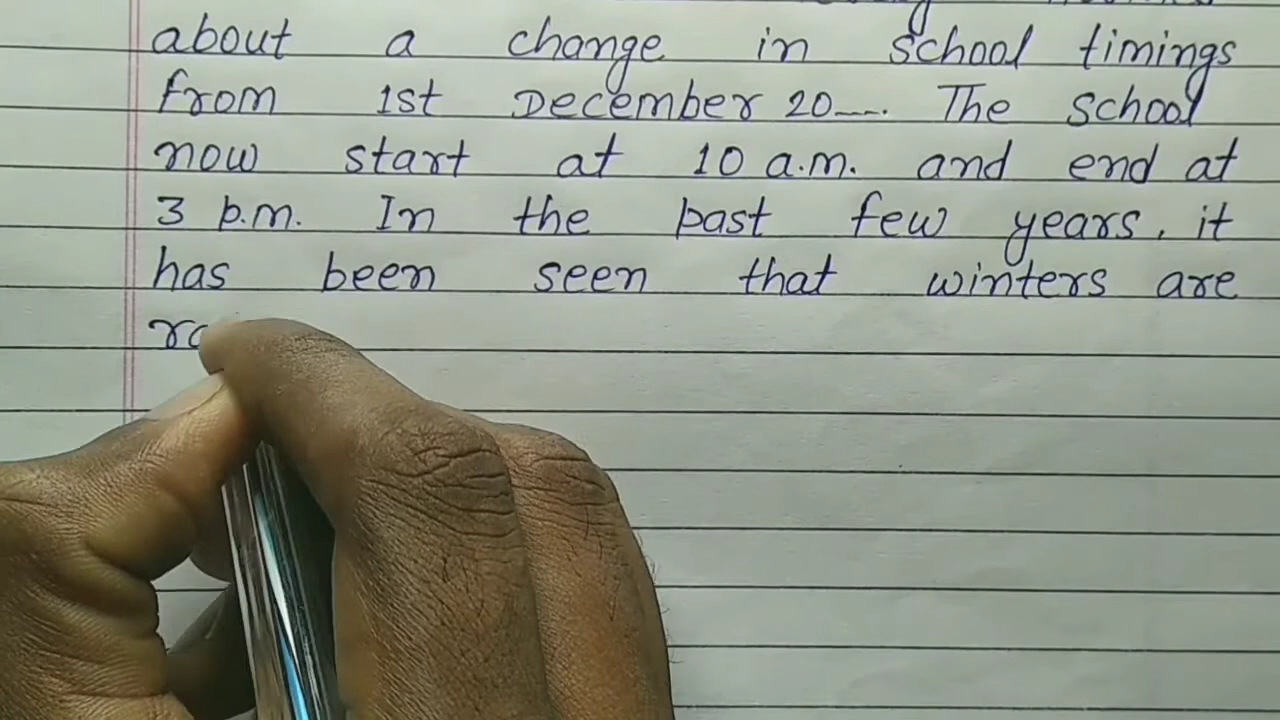 about a change in school timings
from 1st December 20__. The school
now start at 10 a.m. and end at
3 p.m. In the past few years, it
has been seen that winters are